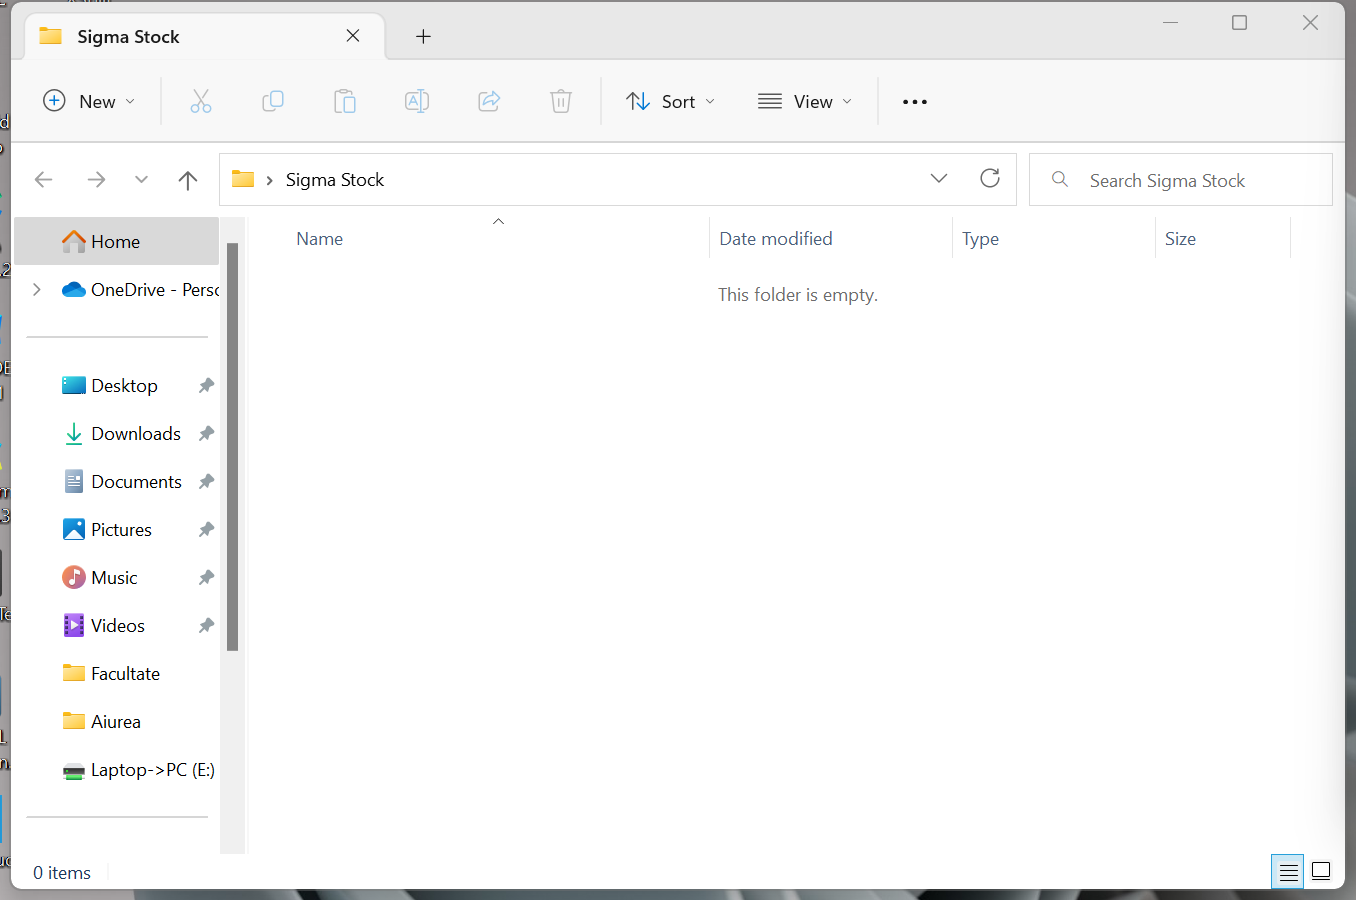 Sigma Stock
New
Sort
View
Sigma Stock
Search Sigma Stock
Name
Date modified
Type
Size
This folder is empty.
Home
OneDrive - Perso
Desktop
Downloads
Documents
Pictures
Music
Videos
Facultate
Aiurea
Laptop->PC (E:)
0 items